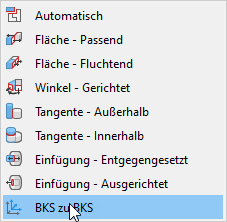 Automatisch
Fläche - Passend
Fläche - Fluchtend
Winkel - Gerichtet
Tangente - Außerhalb
Tangente - Innerhalb
Einfügung - Entgegengesetzt
Einfügung - Ausgerichtet
BKS zu BKS